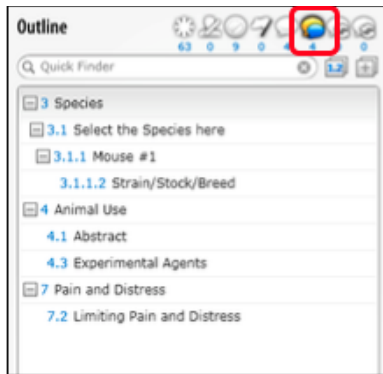 Outline
63 0 9 0 4 4 0
Quick Finder 1.2
3 Species
3.1 Select the Species here
3.1.1 Mouse #1
3.1.1.2 Strain/Stock/Breed
4 Animal Use
4.1 Abstract
4.3 Experimental Agents
7 Pain and Distress
7.2 Limiting Pain and Distress